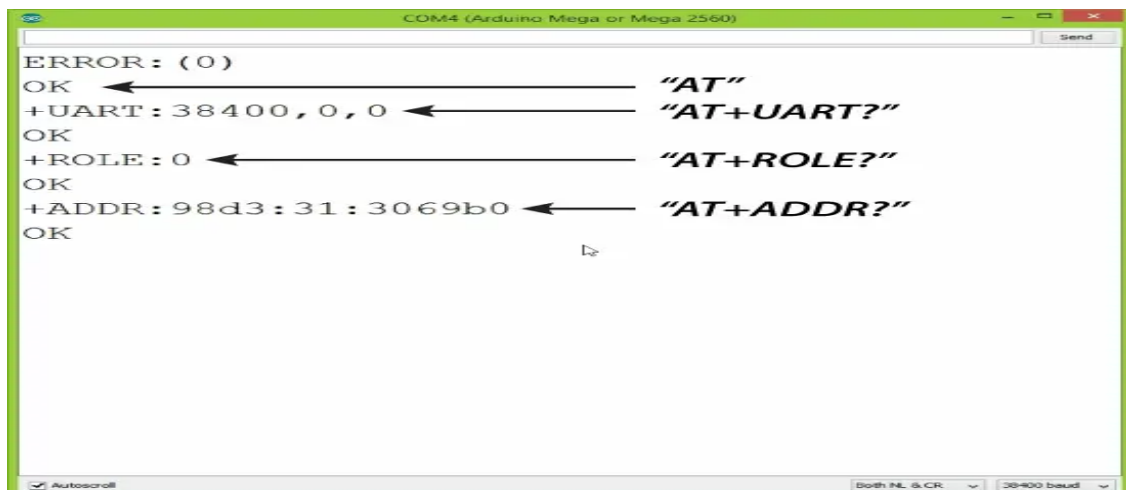 COM4 (Arduino Mega or Mega 2560)
Send
ERROR:(0)
OK “AT”
+UART:38400,0,0 “AT+UART?”
OK
+ROLE:0 “AT+ROLE?”
OK
+ADDR:98d3:31:3069b0 “AT+ADDR?”
OK
Autoscroll Both NL & CR 38400 baud